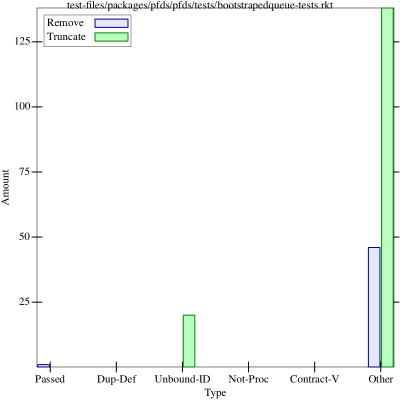 test-files/packages/pfds/pfds/tests/bootstrapedqueue-tests.rkt
Remove
Truncate
125
100
75
50
25
Amount
Passed Dup-Def Unbound-ID Not-Proc Contract-V Other
Type